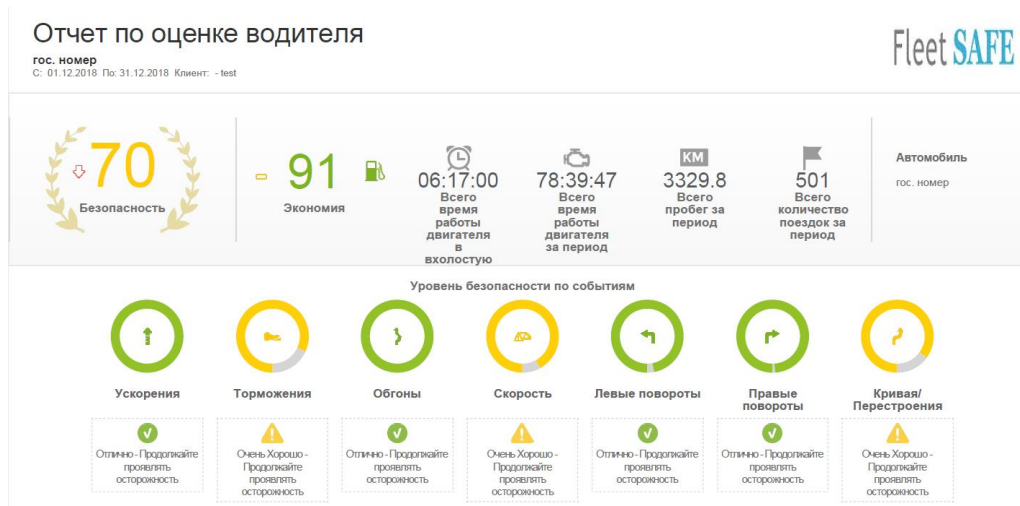 Отчет по оценке водителя
гос. номер
С: 01.12.2018 По: 31.12.2018 Клиент: - test
Fleet SAFE
70
Безопасность
91
Экономия
06:17:00
Всего
время
работы
двигателя
в
вхолостую
78:39:47
Всего
время
работы
двигателя
за период
KM
3329.8
Всего
пробег за
период
501
Всего
количество
поездок за
период
Автомобиль
гос. номер
Уровень безопасности по событиям
Ускорения
Торможения
Обгоны
Скорость
Левые повороты
Правые
повороты
Кривая/
Перестроения
Отлично - Продолжайте
проявлять
осторожность
Очень Хорошо -
Продолжайте
проявлять
осторожность
Отлично - Продолжайте
проявлять
осторожность
Очень Хорошо -
Продолжайте
проявлять
осторожность
Отлично - Продолжайте
проявлять
осторожность
Отлично - Продолжайте
проявлять
осторожность
Очень Хорошо -
Продолжайте
проявлять
осторожность